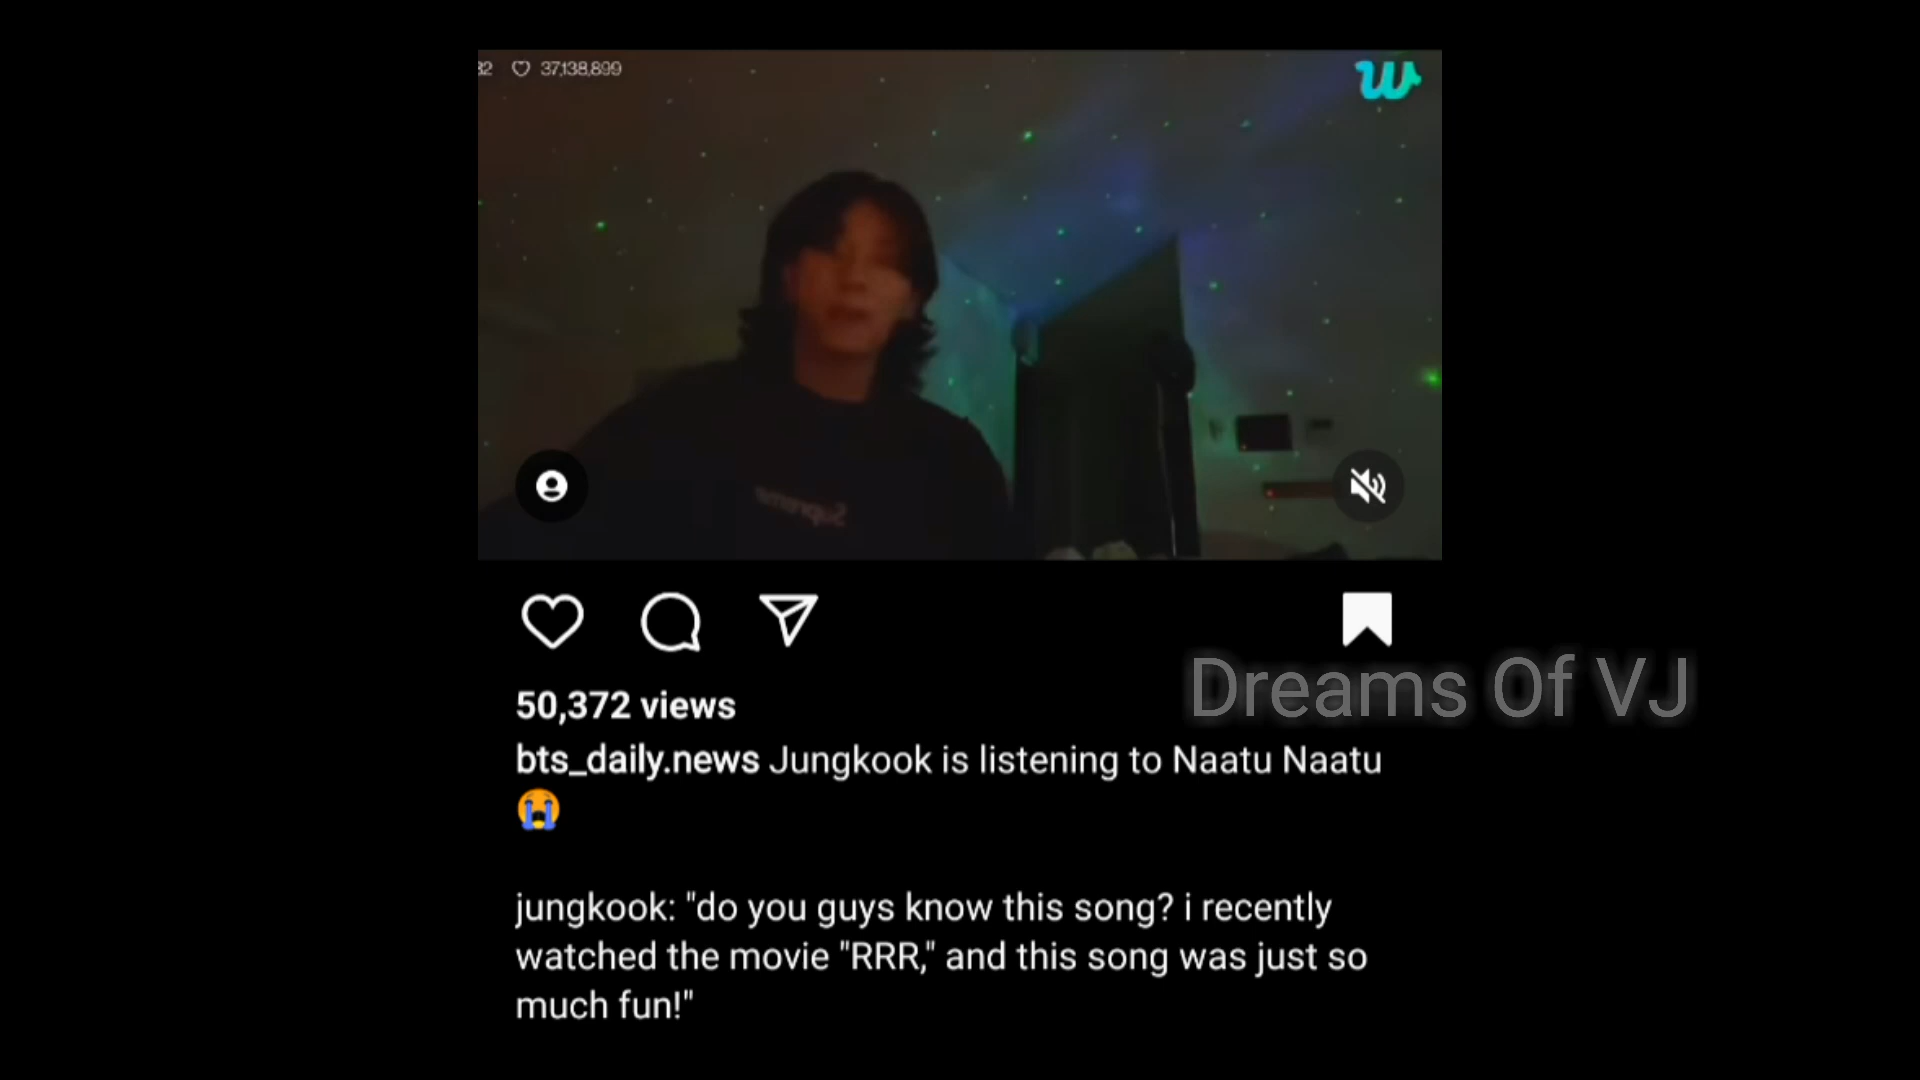 32 37,138,899
50,372 views
Dreams Of VJ
bts_daily.news Jungkook is listening to Naatu Naatu
😭
jungkook: "do you guys know this song? i recently
watched the movie "RRR," and this song was just so
much fun!"